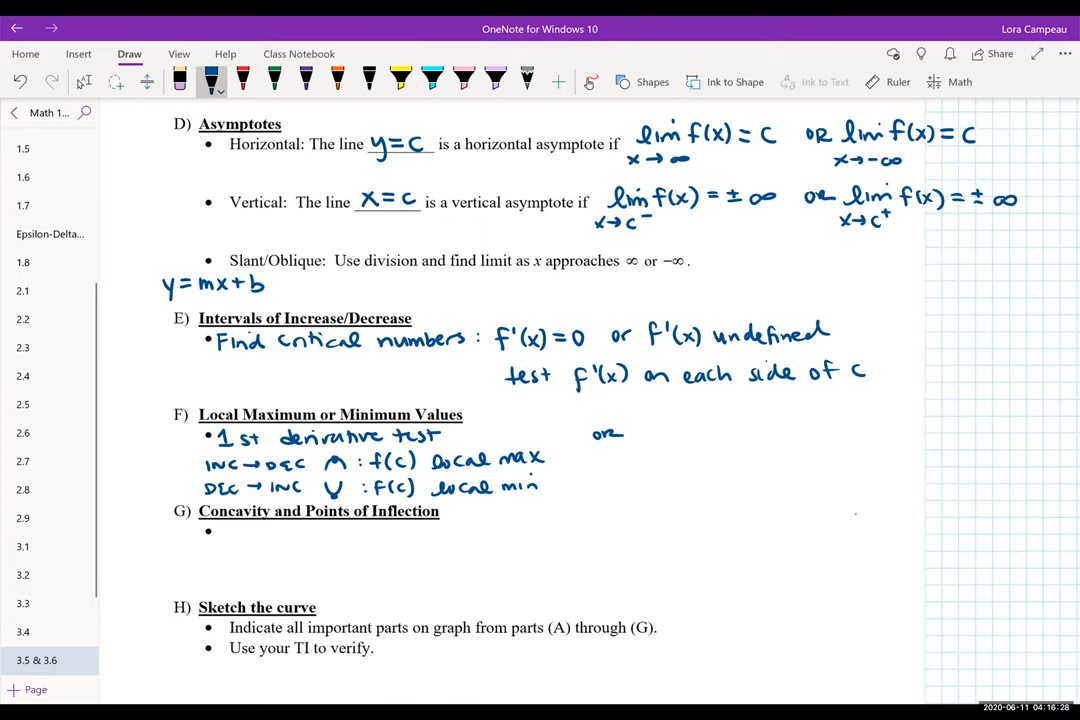 OneNote for Windows 10
Lora Campeau
Home Insert Draw View Help Class Notebook
Share
Shapes Ink to Shape Ink to Text Ruler Math
Math 1...
1.5
1.6
1.7
Epsilon-Delta...
1.8
2.1
2.2
2.3
2.4
2.5
2.6
2.7
2.8
2.9
3.1
3.2
3.3
3.4
3.5 & 3.6
+ Page
D) Asymptotes
• Horizontal: The line y=c is a horizontal asymptote if lim f(x) = c OR lim f(x) = c
x→∞ x→-∞
• Vertical: The line x=c is a vertical asymptote if lim f(x) = ±∞ or lim f(x) = ±∞
x→c⁻ x→c⁺
• Slant/Oblique: Use division and find limit as x approaches ∞ or −∞.
y=mx+b
E) Intervals of Increase/Decrease
• Find critical numbers: f'(x)=0 or f'(x) undefined
test f'(x) on each side of c
F) Local Maximum or Minimum Values
• 1st derivative test or
INC→DEC : f(c) local max
DEC→INC : f(c) local min
G) Concavity and Points of Inflection
•
H) Sketch the curve
• Indicate all important parts on graph from parts (A) through (G).
• Use your TI to verify.
2020-06-11 04:16:28